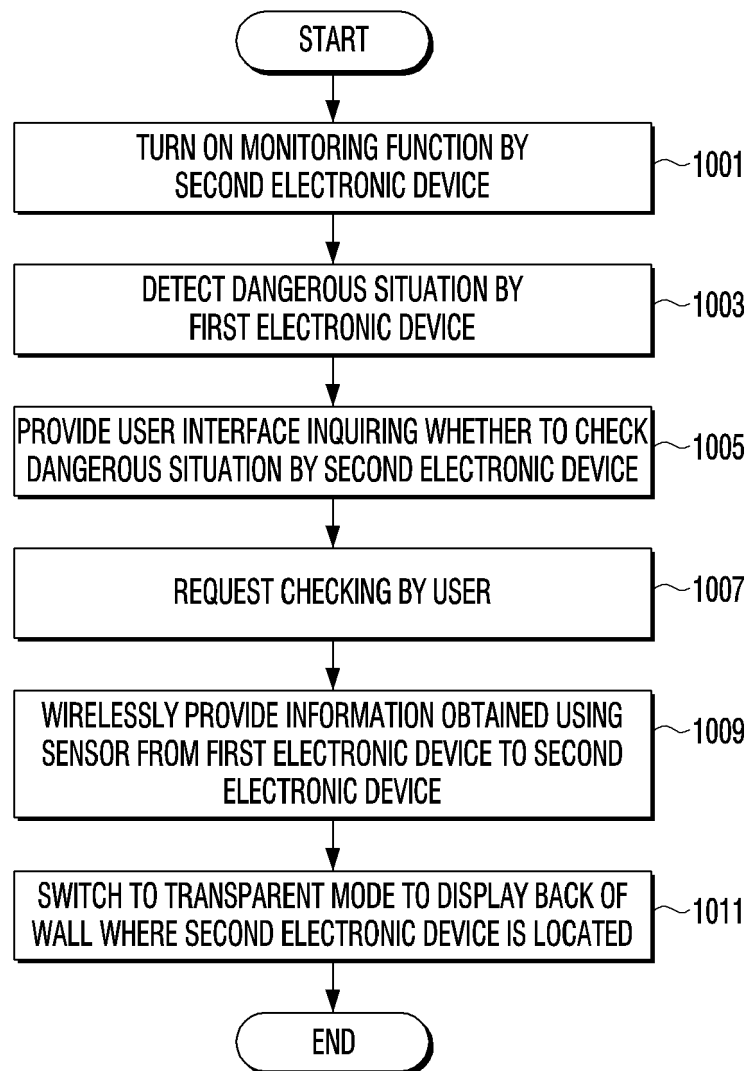 START
TURN ON MONITORING FUNCTION BY
SECOND ELECTRONIC DEVICE
1001
DETECT DANGEROUS SITUATION BY
FIRST ELECTRONIC DEVICE
1003
PROVIDE USER INTERFACE INQUIRING WHETHER TO CHECK
DANGEROUS SITUATION BY SECOND ELECTRONIC DEVICE
1005
REQUEST CHECKING BY USER
1007
WIRELESSLY PROVIDE INFORMATION OBTAINED USING
SENSOR FROM FIRST ELECTRONIC DEVICE TO SECOND
ELECTRONIC DEVICE
1009
SWITCH TO TRANSPARENT MODE TO DISPLAY BACK OF
WALL WHERE SECOND ELECTRONIC DEVICE IS LOCATED
1011
END